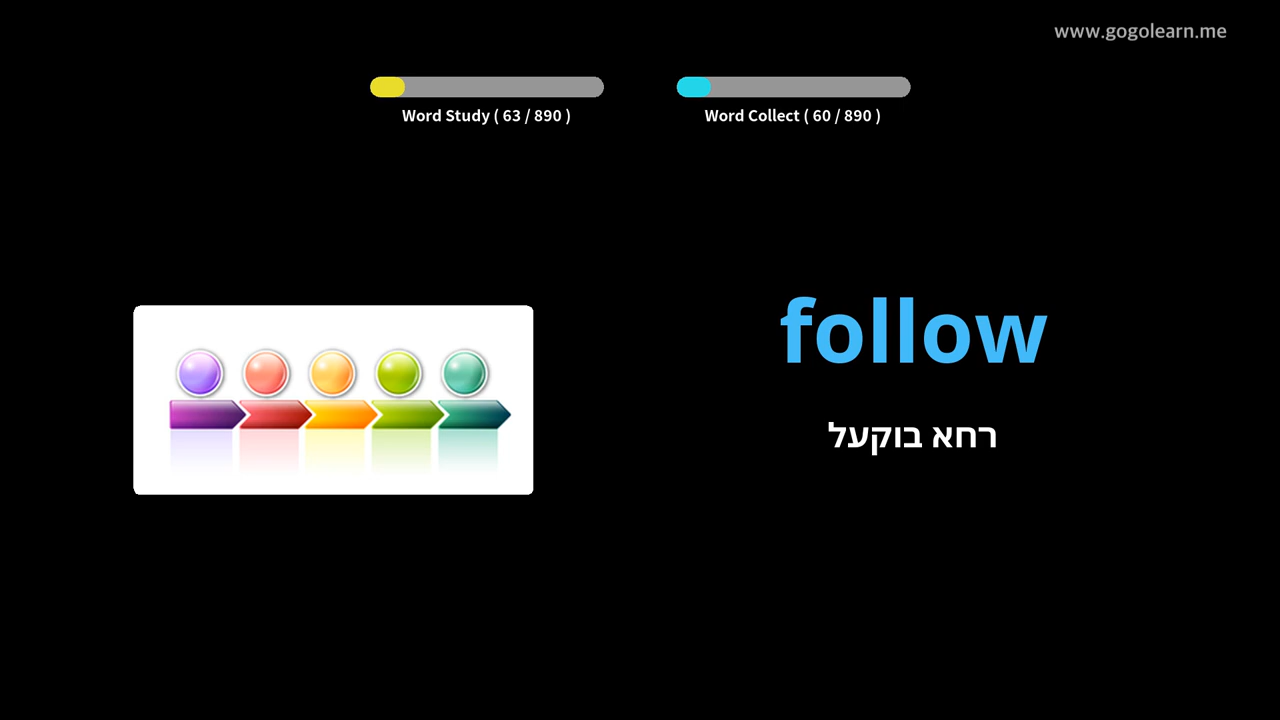 www.gogolearn.me
Word Study ( 63 / 890 )
Word Collect ( 60 / 890 )
follow
רחא בוקעל